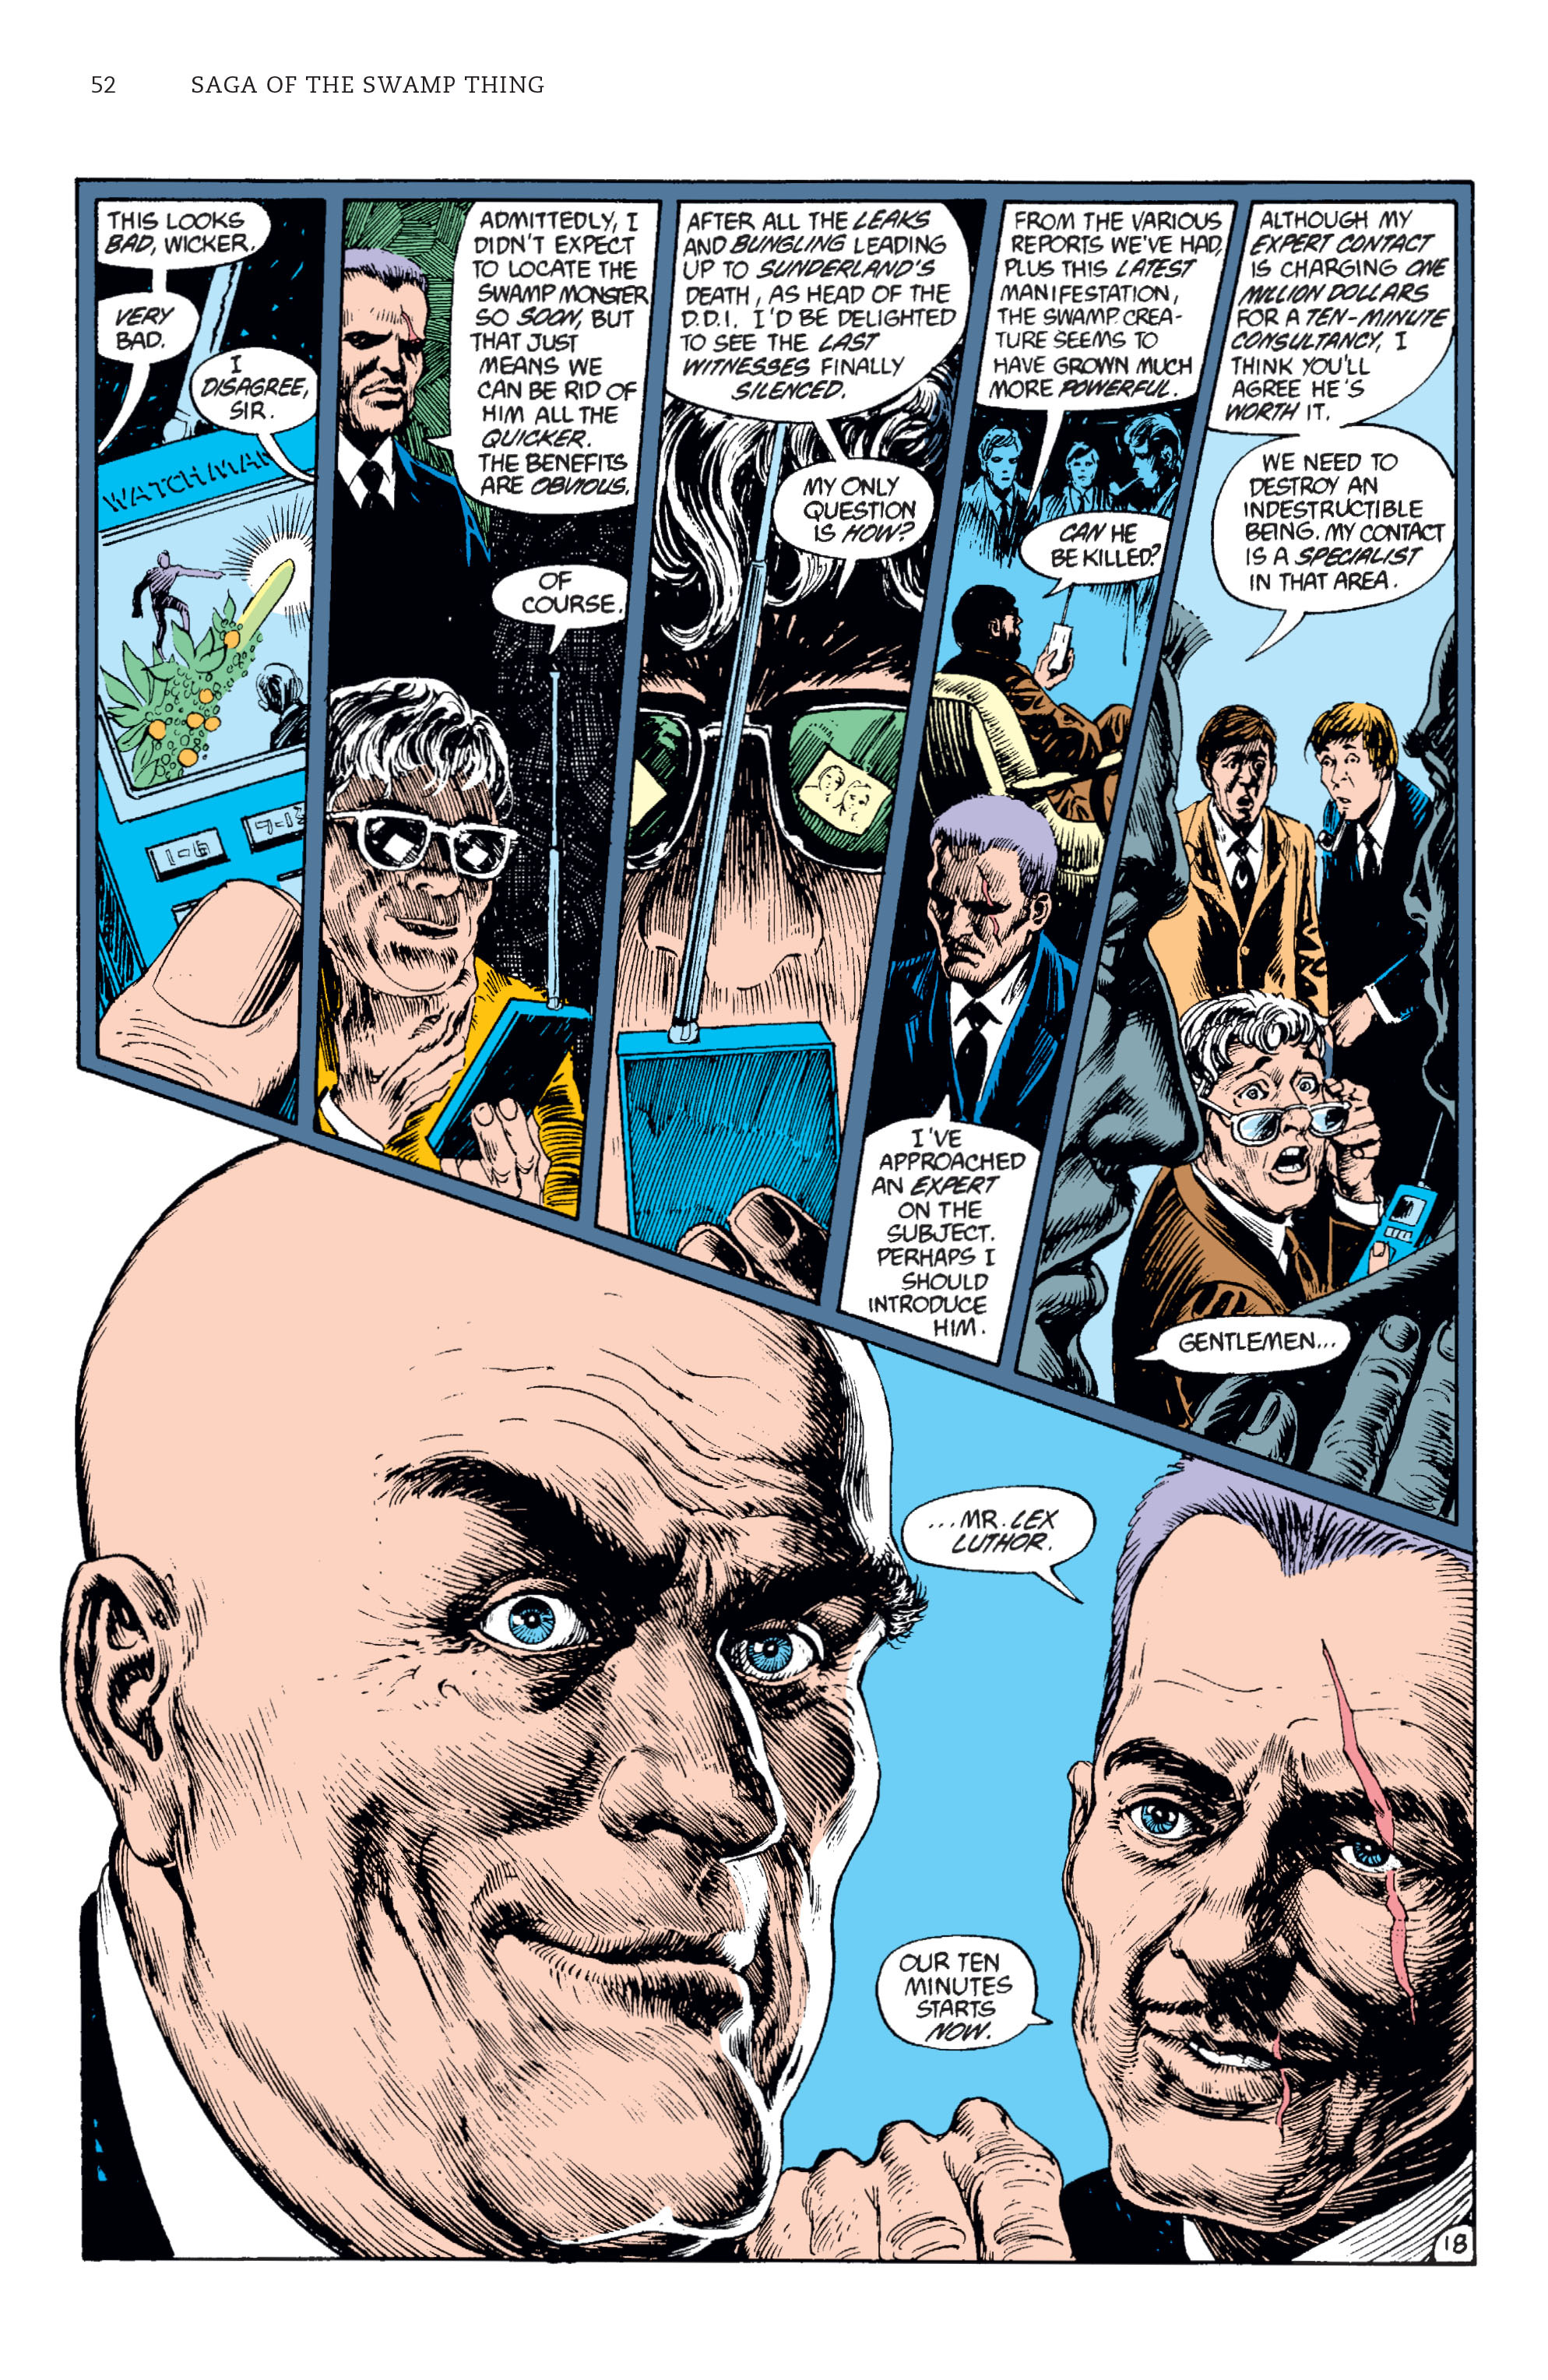 52 SAGA OF THE SWAMP THING
THIS LOOKS
BAD, WICKER.
VERY
BAD.
I
DISAGREE,
SIR.
WATCHMAN
1-6
7-13
ADMITTEDLY, I
DIDN'T EXPECT
TO LOCATE THE
SWAMP MONSTER
SO SOON, BUT
THAT JUST
MEANS WE
CAN BE RID OF
HIM ALL THE
QUICKER.
THE BENEFITS
ARE OBVIOUS.
OF
COURSE.
AFTER ALL THE LEAKS
AND BUNGLING LEADING
UP TO SUNDERLAND'S
DEATH, AS HEAD OF THE
D.D.I. I'D BE DELIGHTED
TO SEE THE LAST
WITNESSES FINALLY
SILENCED.
MY ONLY
QUESTION
IS HOW?
FROM THE VARIOUS
REPORTS WE'VE HAD,
PLUS THIS LATEST
MANIFESTATION,
THE SWAMP CREA-
TURE SEEMS TO
HAVE GROWN MUCH
MORE POWERFUL.
CAN HE
BE KILLED?
I'VE
APPROACHED
AN EXPERT
ON THE
SUBJECT.
PERHAPS I
SHOULD
INTRODUCE
HIM.
ALTHOUGH MY
EXPERT CONTACT
IS CHARGING ONE
MILLION DOLLARS
FOR A TEN-MINUTE
CONSULTANCY, I
THINK YOU'LL
AGREE HE'S
WORTH IT.
WE NEED TO
DESTROY AN
INDESTRUCTIBLE
BEING. MY CONTACT
IS A SPECIALIST
IN THAT AREA.
GENTLEMEN...
...MR. LEX
LUTHOR.
OUR TEN
MINUTES
STARTS
NOW.
18